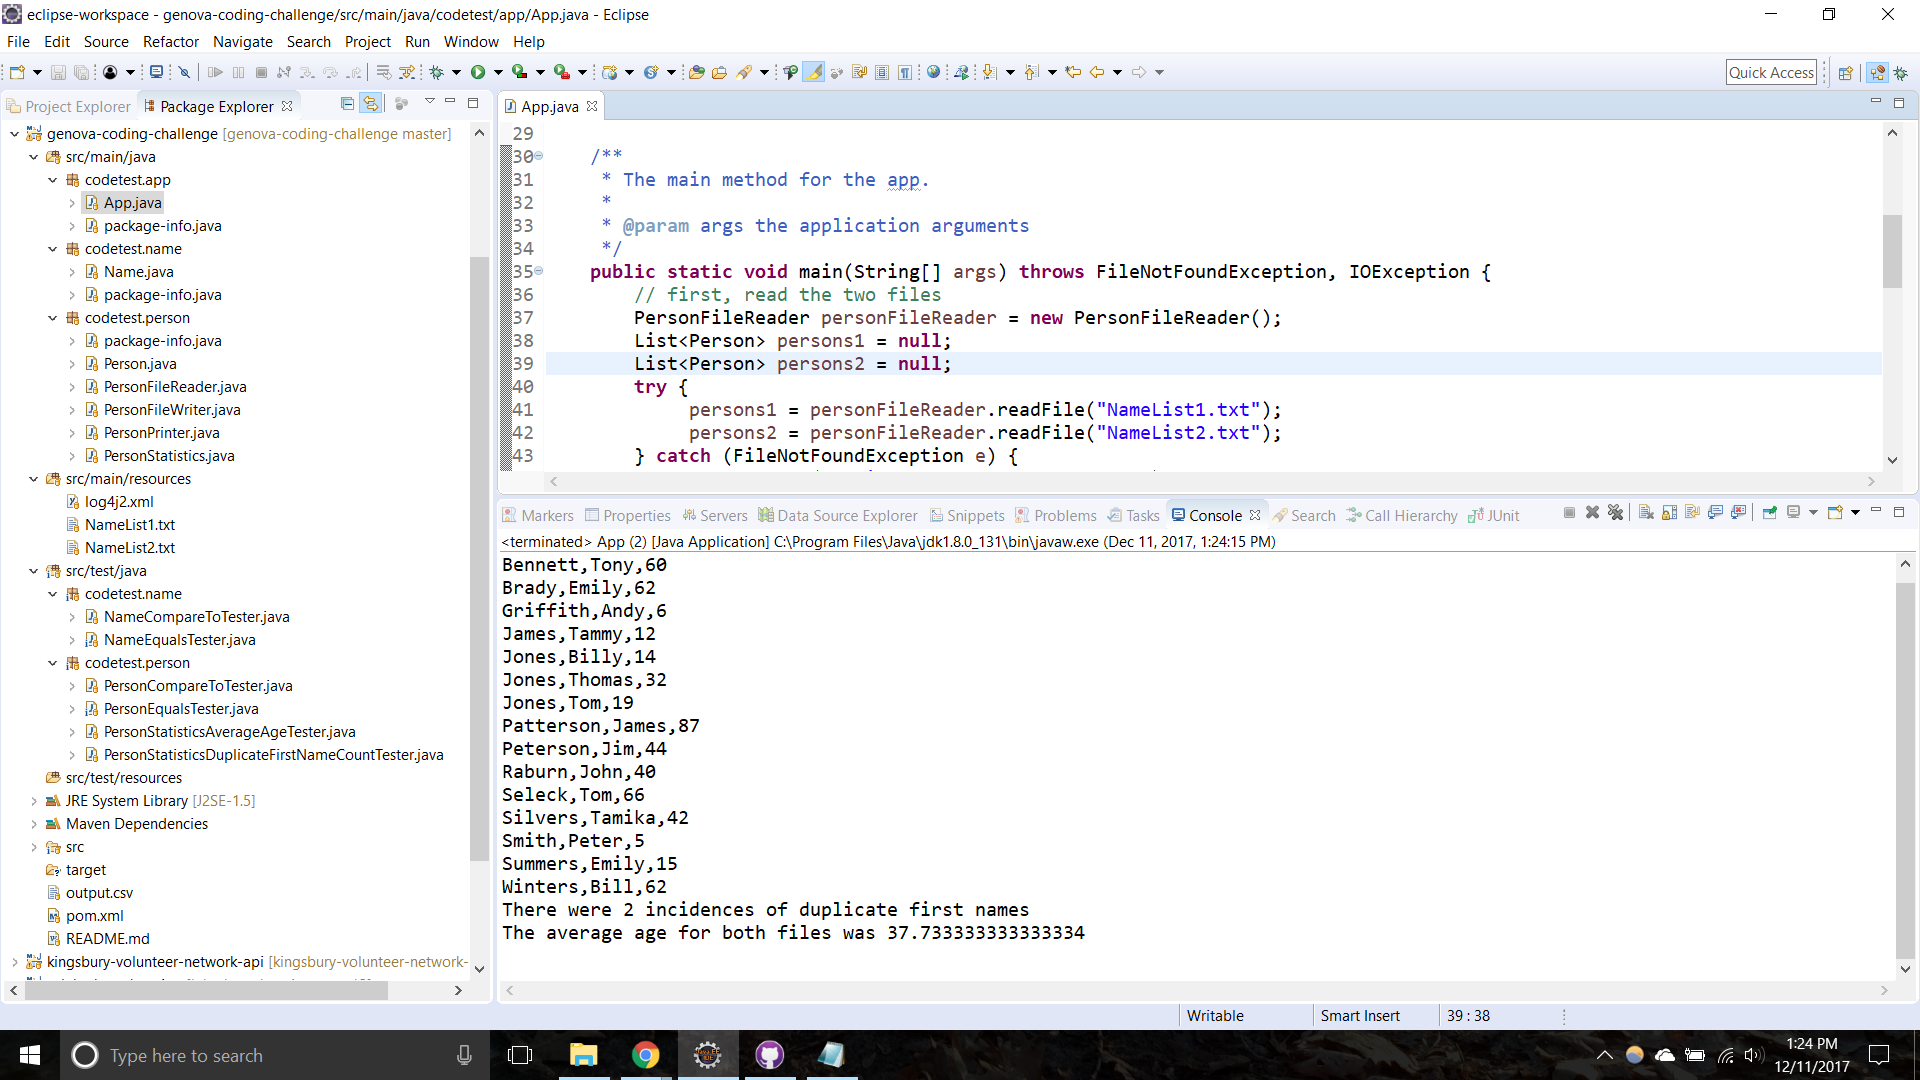 eclipse-workspace - genova-coding-challenge/src/main/java/codetest/app/App.java - Eclipse
File Edit Source Refactor Navigate Search Project Run Window Help
Quick Access
Project Explorer Package Explorer
genova-coding-challenge [genova-coding-challenge master]
src/main/java
codetest.app
App.java
package-info.java
codetest.name
Name.java
package-info.java
codetest.person
package-info.java
Person.java
PersonFileReader.java
PersonFileWriter.java
PersonPrinter.java
PersonStatistics.java
src/main/resources
log4j2.xml
NameList1.txt
NameList2.txt
src/test/java
codetest.name
NameCompareToTester.java
NameEqualsTester.java
codetest.person
PersonCompareToTester.java
PersonEqualsTester.java
PersonStatisticsAverageAgeTester.java
PersonStatisticsDuplicateFirstNameCountTester.java
src/test/resources
JRE System Library [J2SE-1.5]
Maven Dependencies
src
target
output.csv
pom.xml
README.md
kingsbury-volunteer-network-api [kingsbury-volunteer-network-
App.java
29
30 /**
31 * The main method for the app.
32 *
33 * @param args the application arguments
34 */
35 public static void main(String[] args) throws FileNotFoundException, IOException {
36 // first, read the two files
37 PersonFileReader personFileReader = new PersonFileReader();
38 List<Person> persons1 = null;
39 List<Person> persons2 = null;
40 try {
41 persons1 = personFileReader.readFile("NameList1.txt");
42 persons2 = personFileReader.readFile("NameList2.txt");
43 } catch (FileNotFoundException e) {
Markers Properties Servers Data Source Explorer Snippets Problems Tasks Console Search Call Hierarchy JUnit
<terminated> App (2) [Java Application] C:\Program Files\Java\jdk1.8.0_131\bin\javaw.exe (Dec 11, 2017, 1:24:15 PM)
Bennett,Tony,60
Brady,Emily,62
Griffith,Andy,6
James,Tammy,12
Jones,Billy,14
Jones,Thomas,32
Jones,Tom,19
Patterson,James,87
Peterson,Jim,44
Raburn,John,40
Seleck,Tom,66
Silvers,Tamika,42
Smith,Peter,5
Summers,Emily,15
Winters,Bill,62
There were 2 incidences of duplicate first names
The average age for both files was 37.733333333333334
Writable Smart Insert 39 : 38
Type here to search
1:24 PM
12/11/2017